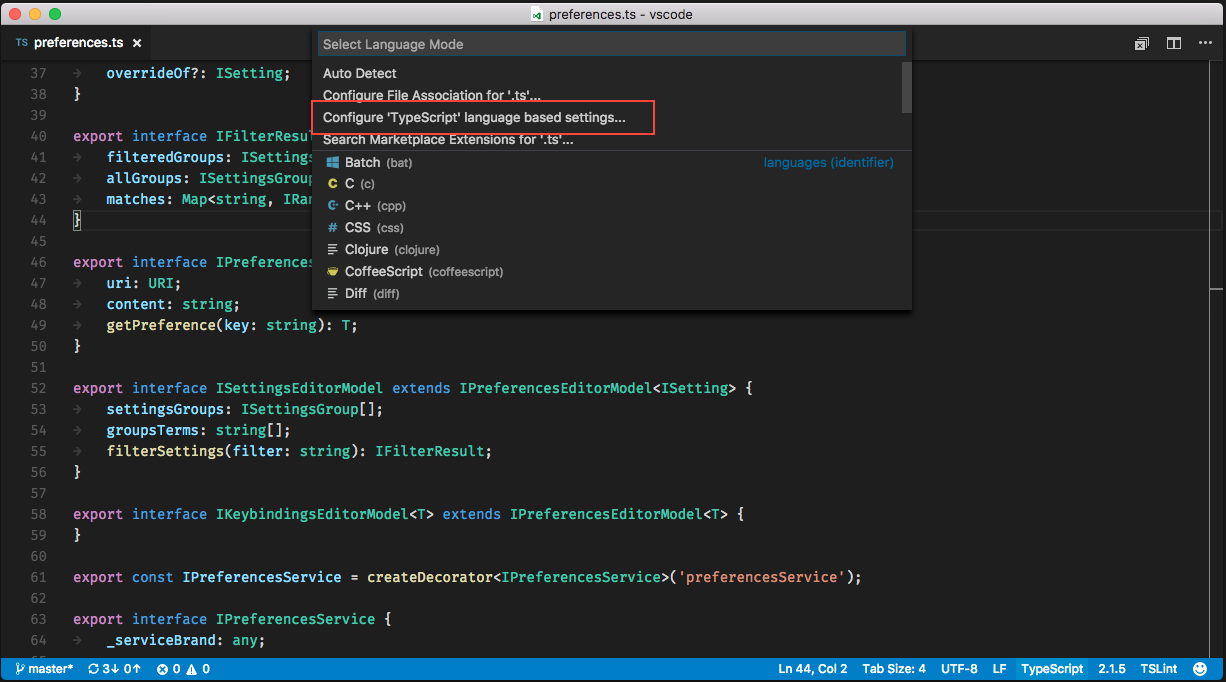 preferences.ts - vscode
TS preferences.ts ×
Select Language Mode
Auto Detect
Configure File Association for '.ts'...
Configure 'TypeScript' language based settings...
Search Marketplace Extensions for '.ts'...
Batch (bat) languages (identifier)
C C (c)
C++ (cpp)
# CSS (css)
Clojure (clojure)
CoffeeScript (coffeescript)
Diff (diff)
37 overrideOf?: ISetting;
38 }
39
40 export interface IFilterResul
41 filteredGroups: ISettings
42 allGroups: ISettingsGroup
43 matches: Map<string, IRan
44 }
45
46 export interface IPreferences
47 uri: URI;
48 content: string;
49 getPreference(key: string): T;
50 }
51
52 export interface ISettingsEditorModel extends IPreferencesEditorModel<ISetting> {
53 settingsGroups: ISettingsGroup[];
54 groupsTerms: string[];
55 filterSettings(filter: string): IFilterResult;
56 }
57
58 export interface IKeybindingsEditorModel<T> extends IPreferencesEditorModel<T> {
59 }
60
61 export const IPreferencesService = createDecorator<IPreferencesService>('preferencesService');
62
63 export interface IPreferencesService {
64 _serviceBrand: any;
master* 3↓ 0↑ 0 0 Ln 44, Col 2 Tab Size: 4 UTF-8 LF TypeScript 2.1.5 TSLint